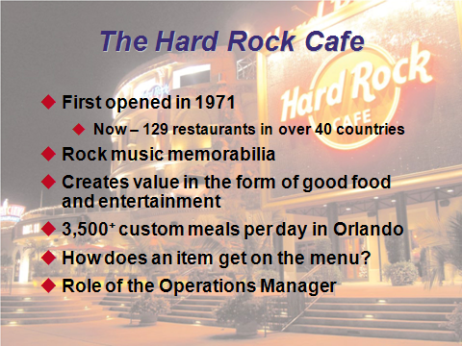 The Hard Rock Cafe
Hard Rock
CAFE
First opened in 1971
Now – 129 restaurants in over 40 countries
Rock music memorabilia
Creates value in the form of good food
and entertainment
3,500+ custom meals per day in Orlando
How does an item get on the menu?
Role of the Operations Manager